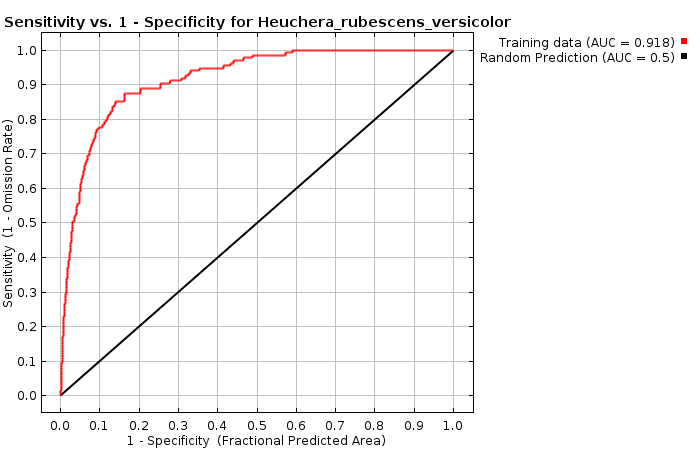 Sensitivity vs. 1 - Specificity for Heuchera_rubescens_versicolor
Training data (AUC = 0.918)
Random Prediction (AUC = 0.5)
Sensitivity (1 - Omission Rate)
1.0
0.9
0.8
0.7
0.6
0.5
0.4
0.3
0.2
0.1
0.0
0.0 0.1 0.2 0.3 0.4 0.5 0.6 0.7 0.8 0.9 1.0
1 - Specificity (Fractional Predicted Area)